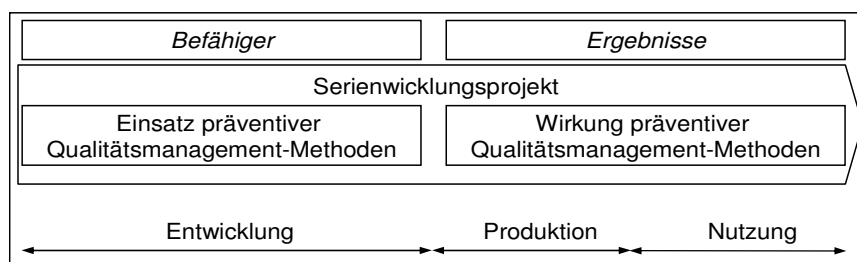 Befähiger
Ergebnisse
Serienwicklungsprojekt
Einsatz präventiver
Qualitätsmanagement-Methoden
Wirkung präventiver
Qualitätsmanagement-Methoden
Entwicklung
Produktion
Nutzung